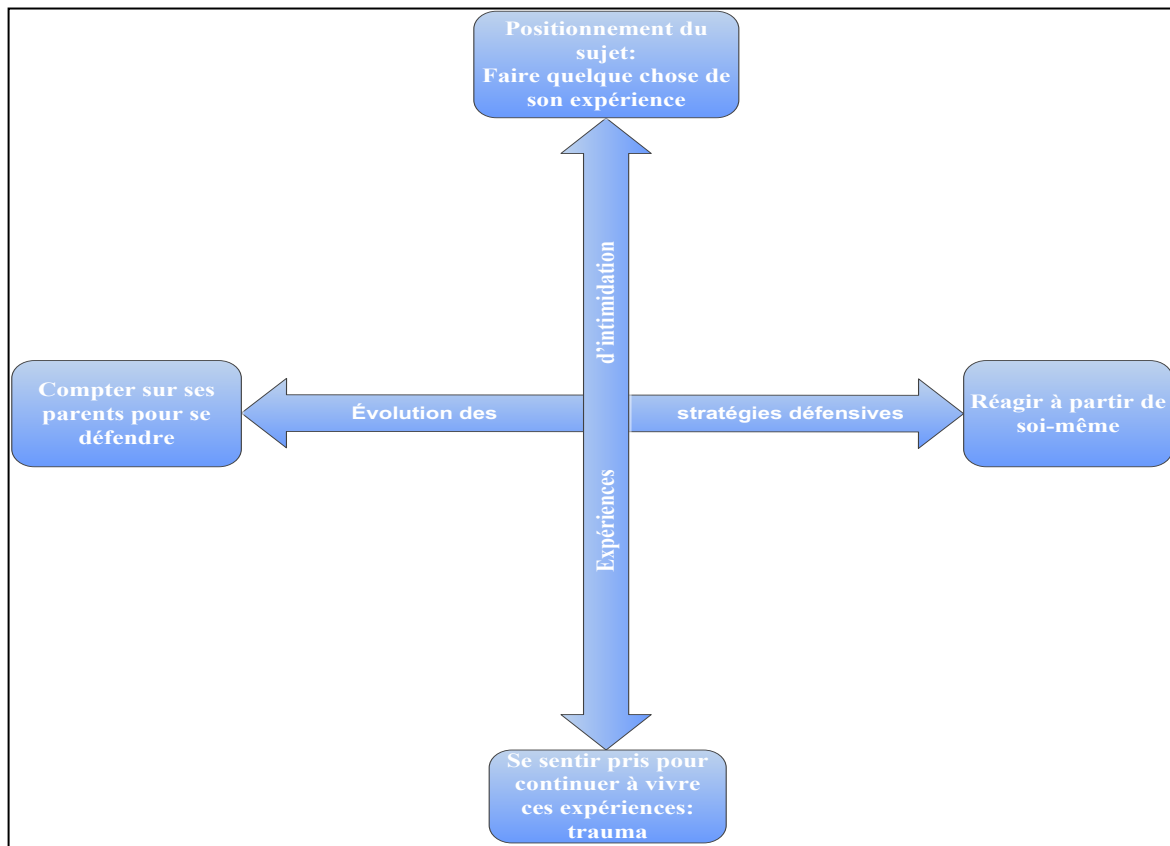 Positionnement du
sujet:
Faire quelque chose de
son expérience
d'intimidation
Compter sur ses
parents pour se
défendre
Évolution des
stratégies défensives
Réagir à partir de
soi-même
Expériences
Se sentir pris pour
continuer à vivre
ces expériences:
trauma